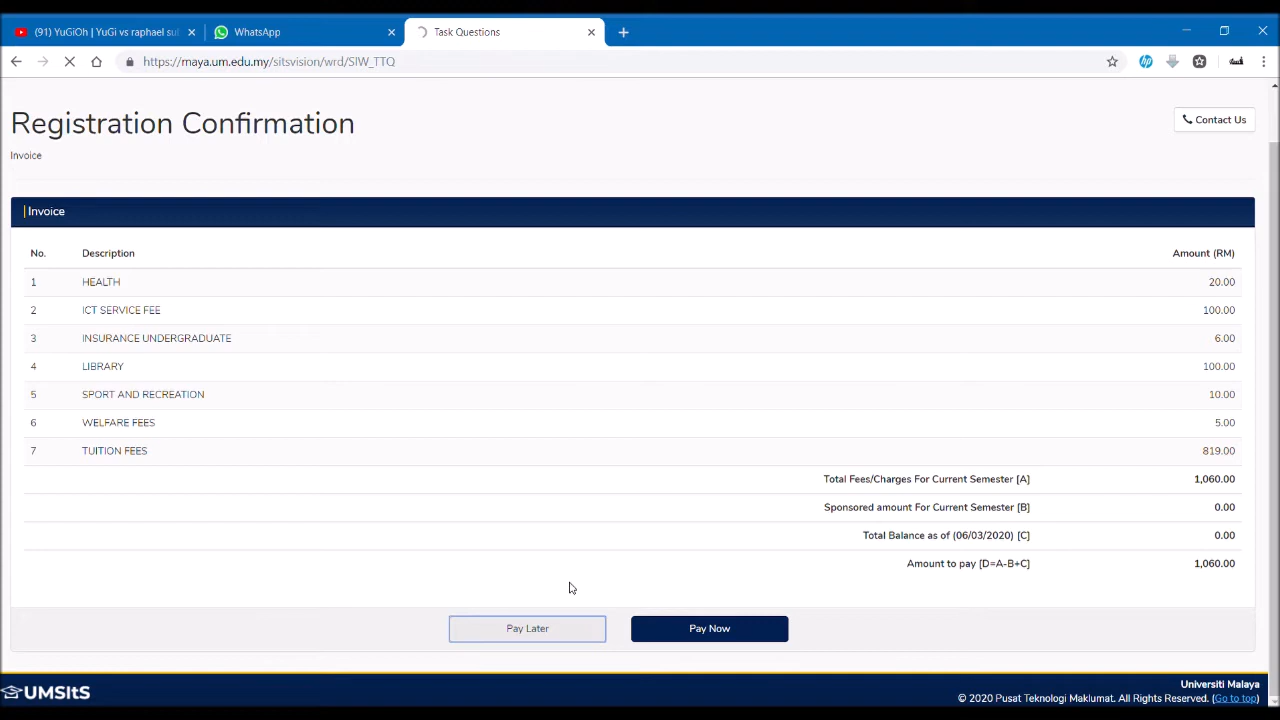 (91) YuGiOh | YuGi vs raphael sul
WhatsApp
Task Questions
https://maya.um.edu.my/sitsvision/wrd/SIW_TTQ
Registration Confirmation
Contact Us
Invoice
Invoice
No. Description Amount (RM)
1 HEALTH 20.00
2 ICT SERVICE FEE 100.00
3 INSURANCE UNDERGRADUATE 6.00
4 LIBRARY 100.00
5 SPORT AND RECREATION 10.00
6 WELFARE FEES 5.00
7 TUITION FEES 819.00
Total Fees/Charges For Current Semester [A] 1,060.00
Sponsored amount For Current Semester [B] 0.00
Total Balance as of (06/03/2020) [C] 0.00
Amount to pay [D=A-B+C] 1,060.00
Pay Later Pay Now
UMSitS
Universiti Malaya
© 2020 Pusat Teknologi Maklumat. All Rights Reserved. (Go to top)